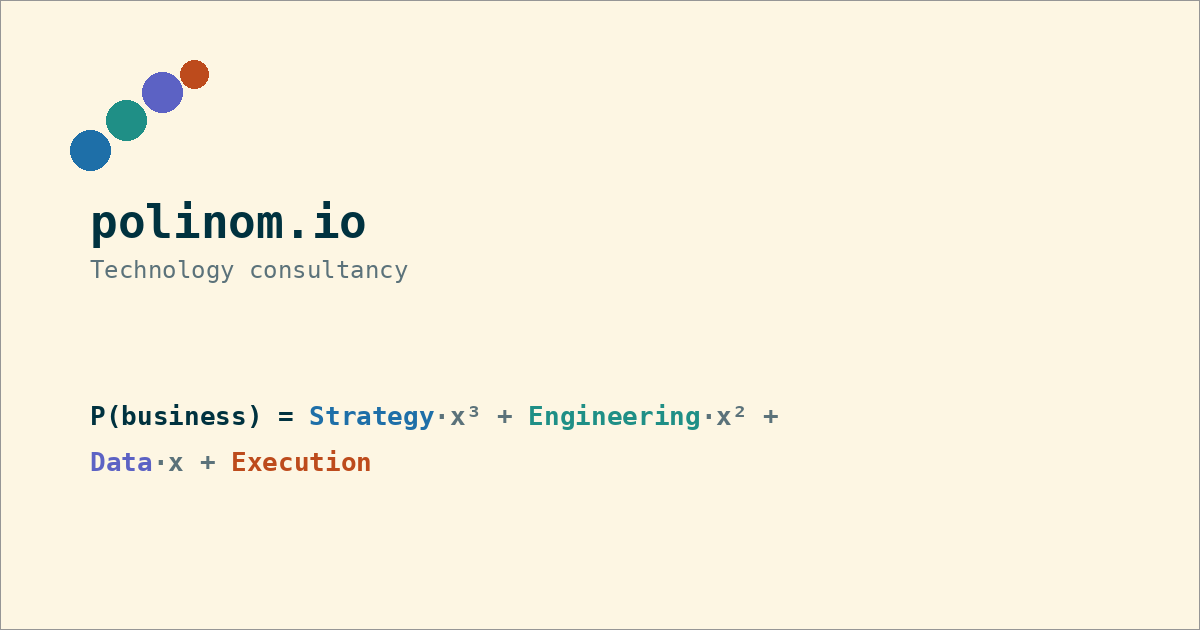 polinom.io
Technology consultancy
P(business) = Strategy·x³ + Engineering·x² +
Data·x + Execution